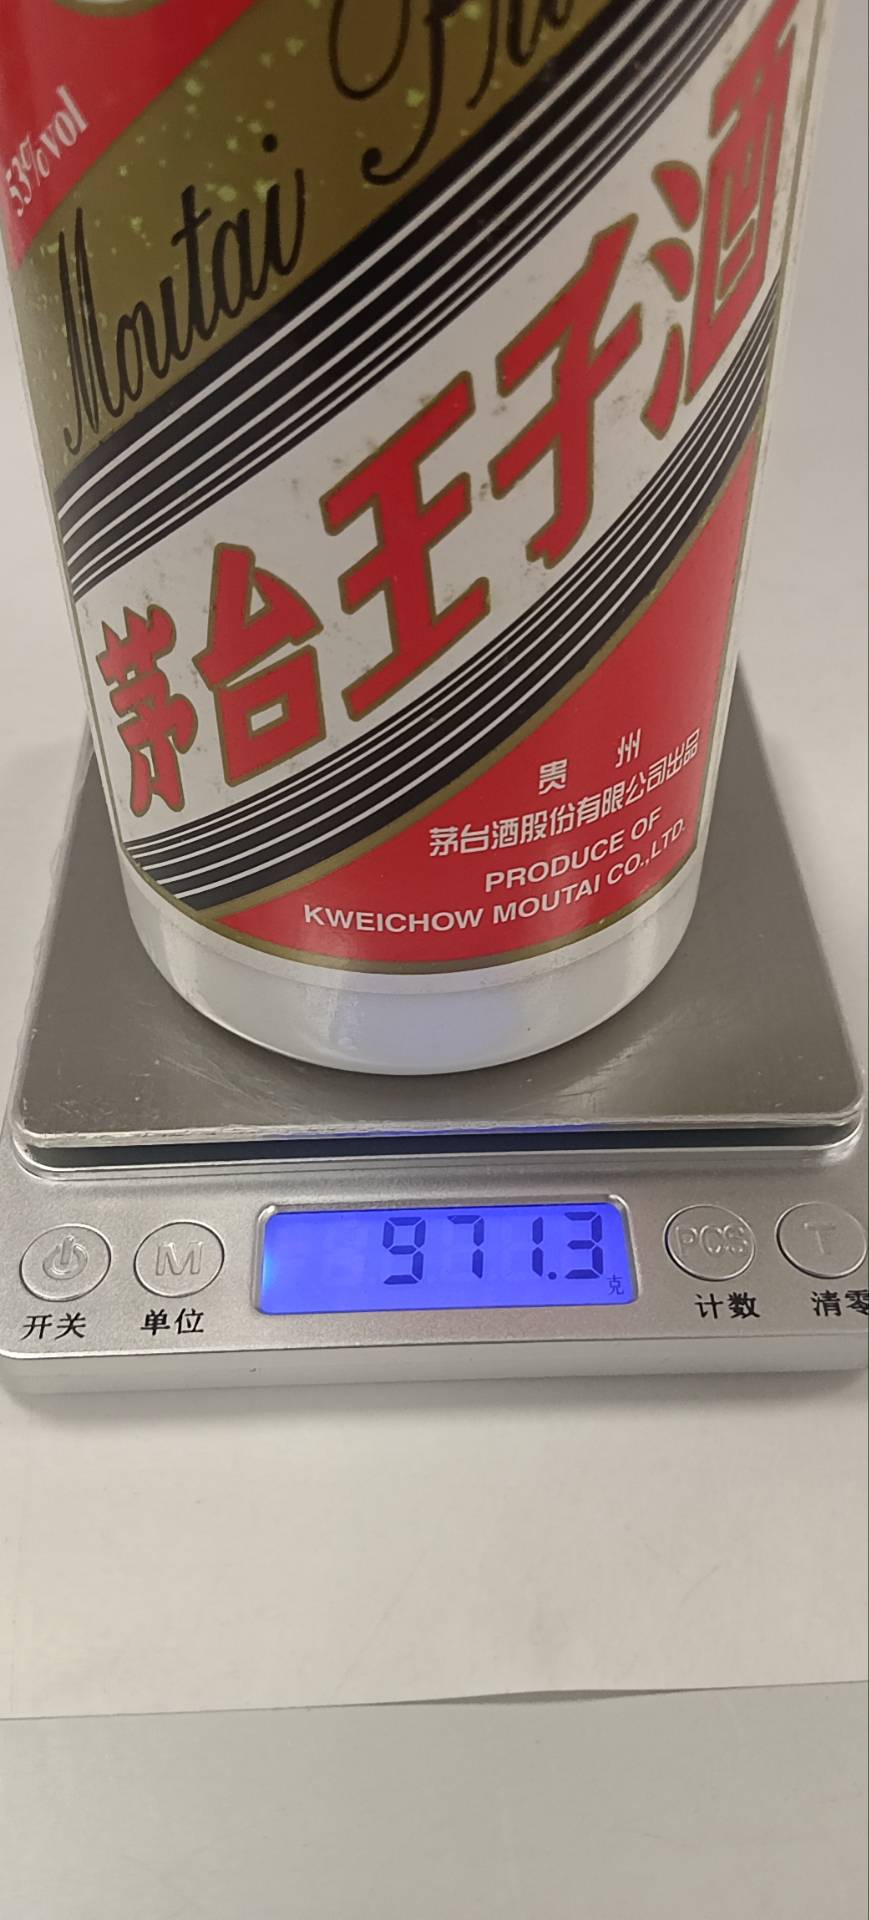 53%vol
Moutai
茅台王子酒
贵 州
茅台酒股份有限公司出品
PRODUCE OF
KWEICHOW MOUTAI CO.,LTD.
971.3
克
M
PCS
T
开关
单位
计数
清零